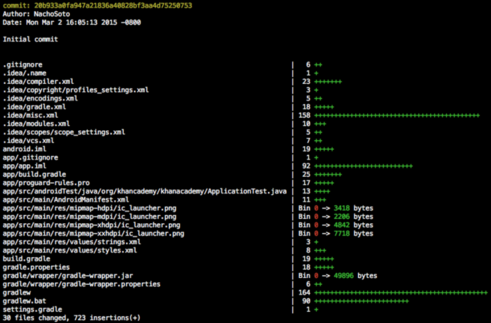 commit: 20b933a0fa947a21836a40828bf3aa4d75250753
Author: NachoSoto
Date: Mon Mar 2 16:05:13 2015 -0800
Initial commit
.gitignore | 6 ++
.idea/.name | 1 +
.idea/compiler.xml | 23 +++++++
.idea/copyright/profiles_settings.xml | 3 +
.idea/encodings.xml | 5 ++
.idea/gradle.xml | 18 +++++
.idea/misc.xml | 158 +++++++++++++++++++++++++++++++++++++++++++
.idea/modules.xml | 10 +++
.idea/scopes/scope_settings.xml | 5 ++
.idea/vcs.xml | 7 ++
android.iml | 19 +++++
app/.gitignore | 1 +
app/app.iml | 92 ++++++++++++++++++++++++++
app/build.gradle | 25 +++++++
app/proguard-rules.pro | 17 +++++
app/src/androidTest/java/org/khancademy/khanacademy/ApplicationTest.java | 13 ++++
app/src/main/AndroidManifest.xml | 11 +++
app/src/main/res/mipmap-hdpi/ic_launcher.png | Bin 0 -> 3418 bytes
app/src/main/res/mipmap-mdpi/ic_launcher.png | Bin 0 -> 2206 bytes
app/src/main/res/mipmap-xhdpi/ic_launcher.png | Bin 0 -> 4842 bytes
app/src/main/res/mipmap-xxhdpi/ic_launcher.png | Bin 0 -> 7718 bytes
app/src/main/res/values/strings.xml | 3 +
app/src/main/res/values/styles.xml | 8 +++
build.gradle | 19 +++++
gradle.properties | 18 +++++
gradle/wrapper/gradle-wrapper.jar | Bin 0 -> 49896 bytes
gradle/wrapper/gradle-wrapper.properties | 6 ++
gradlew | 164 +++++++++++++++++++++++++++++++++++++++++++++++
gradlew.bat | 90 +++++++++++++++++++++++++
settings.gradle | 1 +
30 files changed, 723 insertions(+)